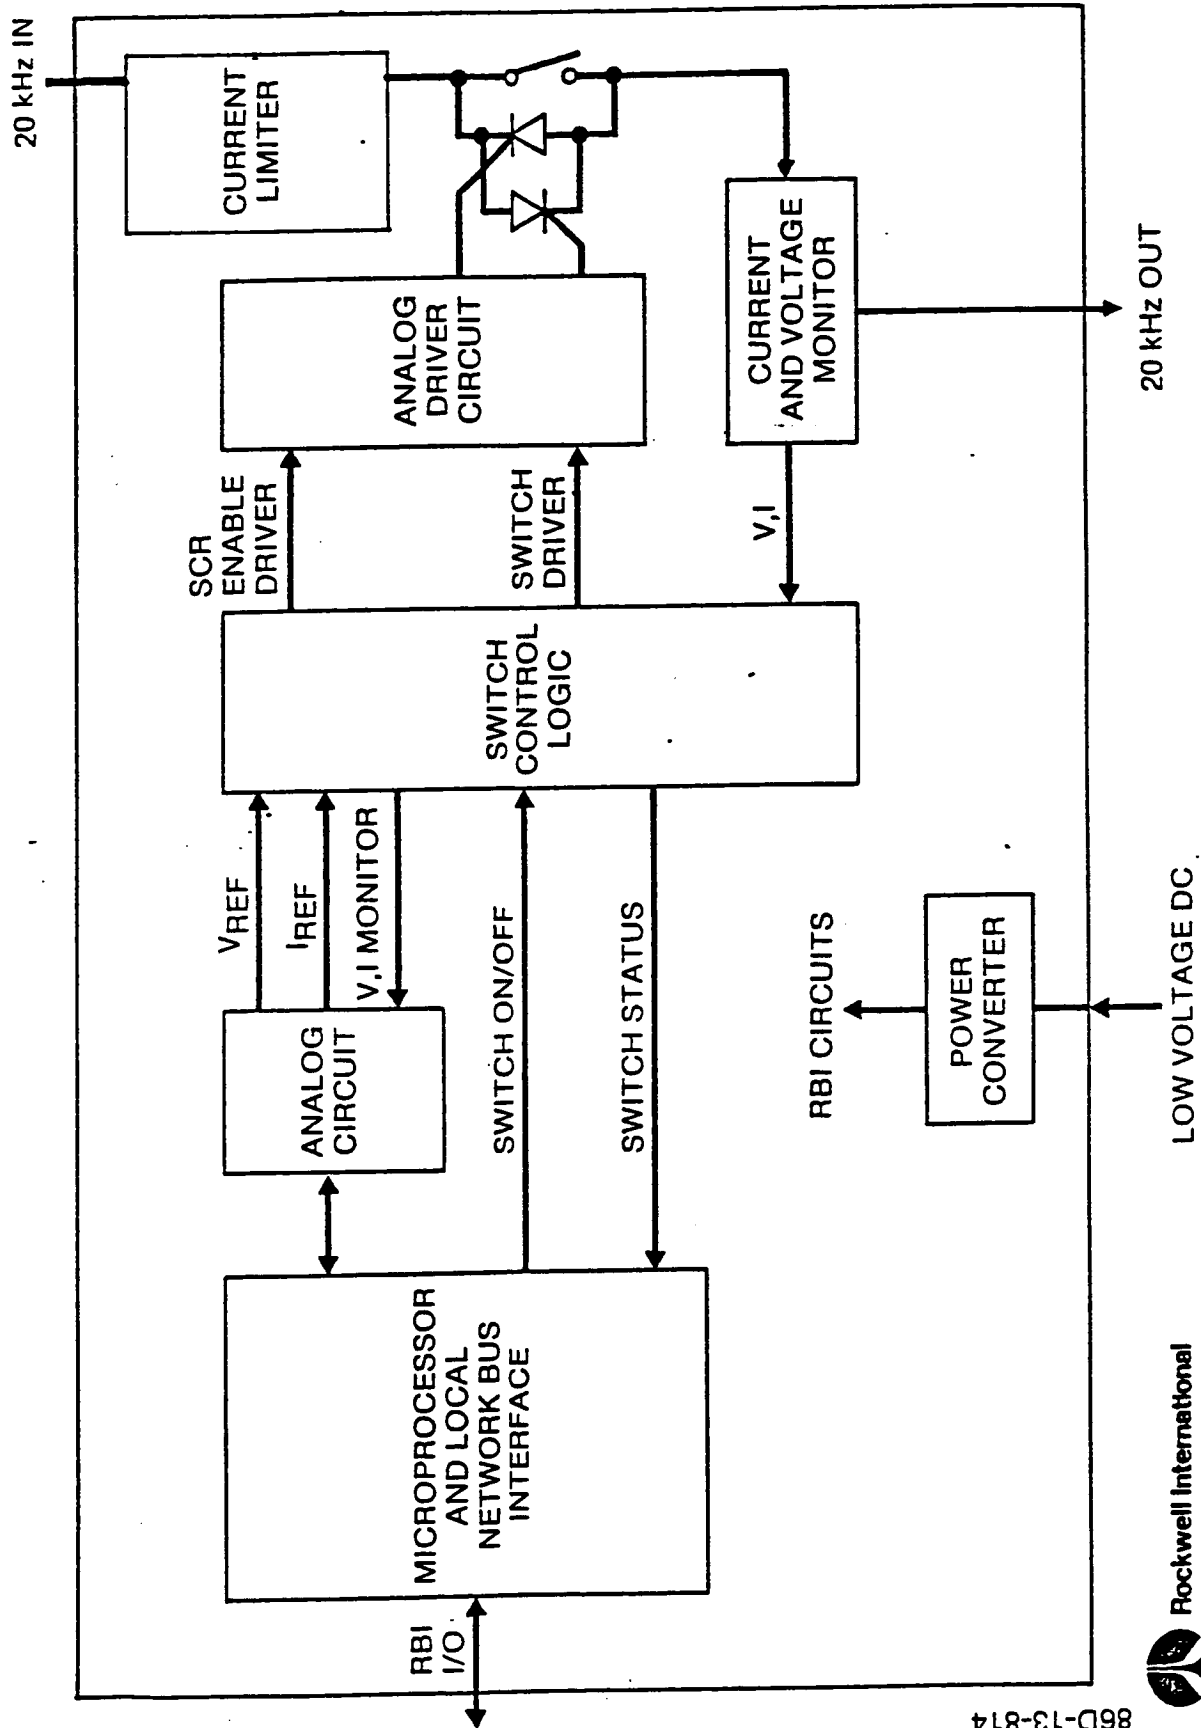 20 kHz IN
CURRENT
LIMITER
SCR
ENABLE
DRIVER
ANALOG
DRIVER
CIRCUIT
SWITCH
DRIVER
VREF
IREF
V,I MONITOR
ANALOG
CIRCUIT
SWITCH
CONTROL
LOGIC
V,I
CURRENT
AND VOLTAGE
MONITOR
20 kHz OUT
RBI
I/O
MICROPROCESSOR
AND LOCAL
NETWORK BUS
INTERFACE
SWITCH ON/OFF
SWITCH STATUS
RBI CIRCUITS
POWER
CONVERTER
LOW VOLTAGE DC
Rockwell International
86D-13-814